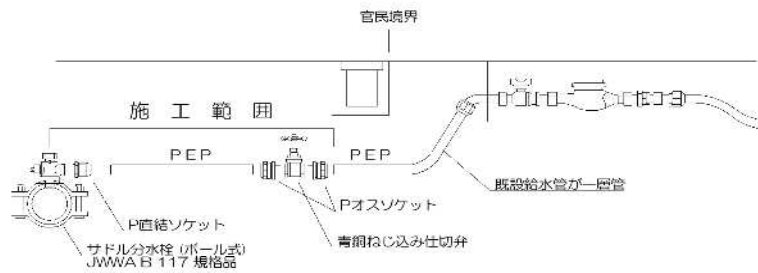 官民境界
施工範囲
PEP
PEP
既設給水管が一層管
Pオスソケット
P直結ソケット
青銅ねじ込み仕切弁
サドル分水栓 (ボール式)
JWWA B 117 規格品